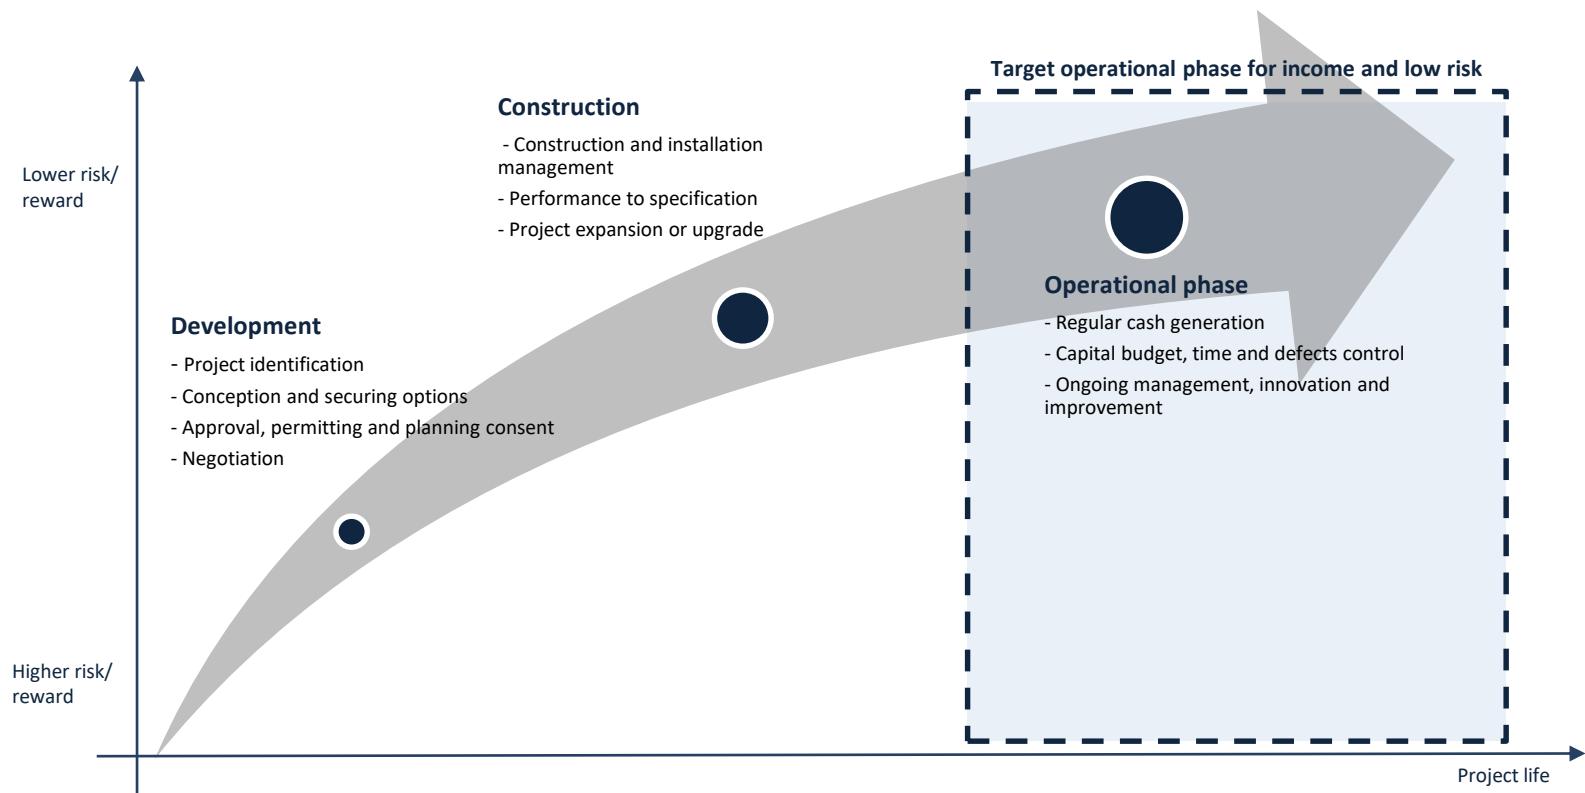 Target operational phase for income and low risk
Construction
- Construction and installation
management
- Performance to specification
- Project expansion or upgrade
Lower risk/
reward
Operational phase
- Regular cash generation
- Capital budget, time and defects control
- Ongoing management, innovation and
improvement
Development
- Project identification
- Conception and securing options
- Approval, permitting and planning consent
- Negotiation
Higher risk/
reward
Project life